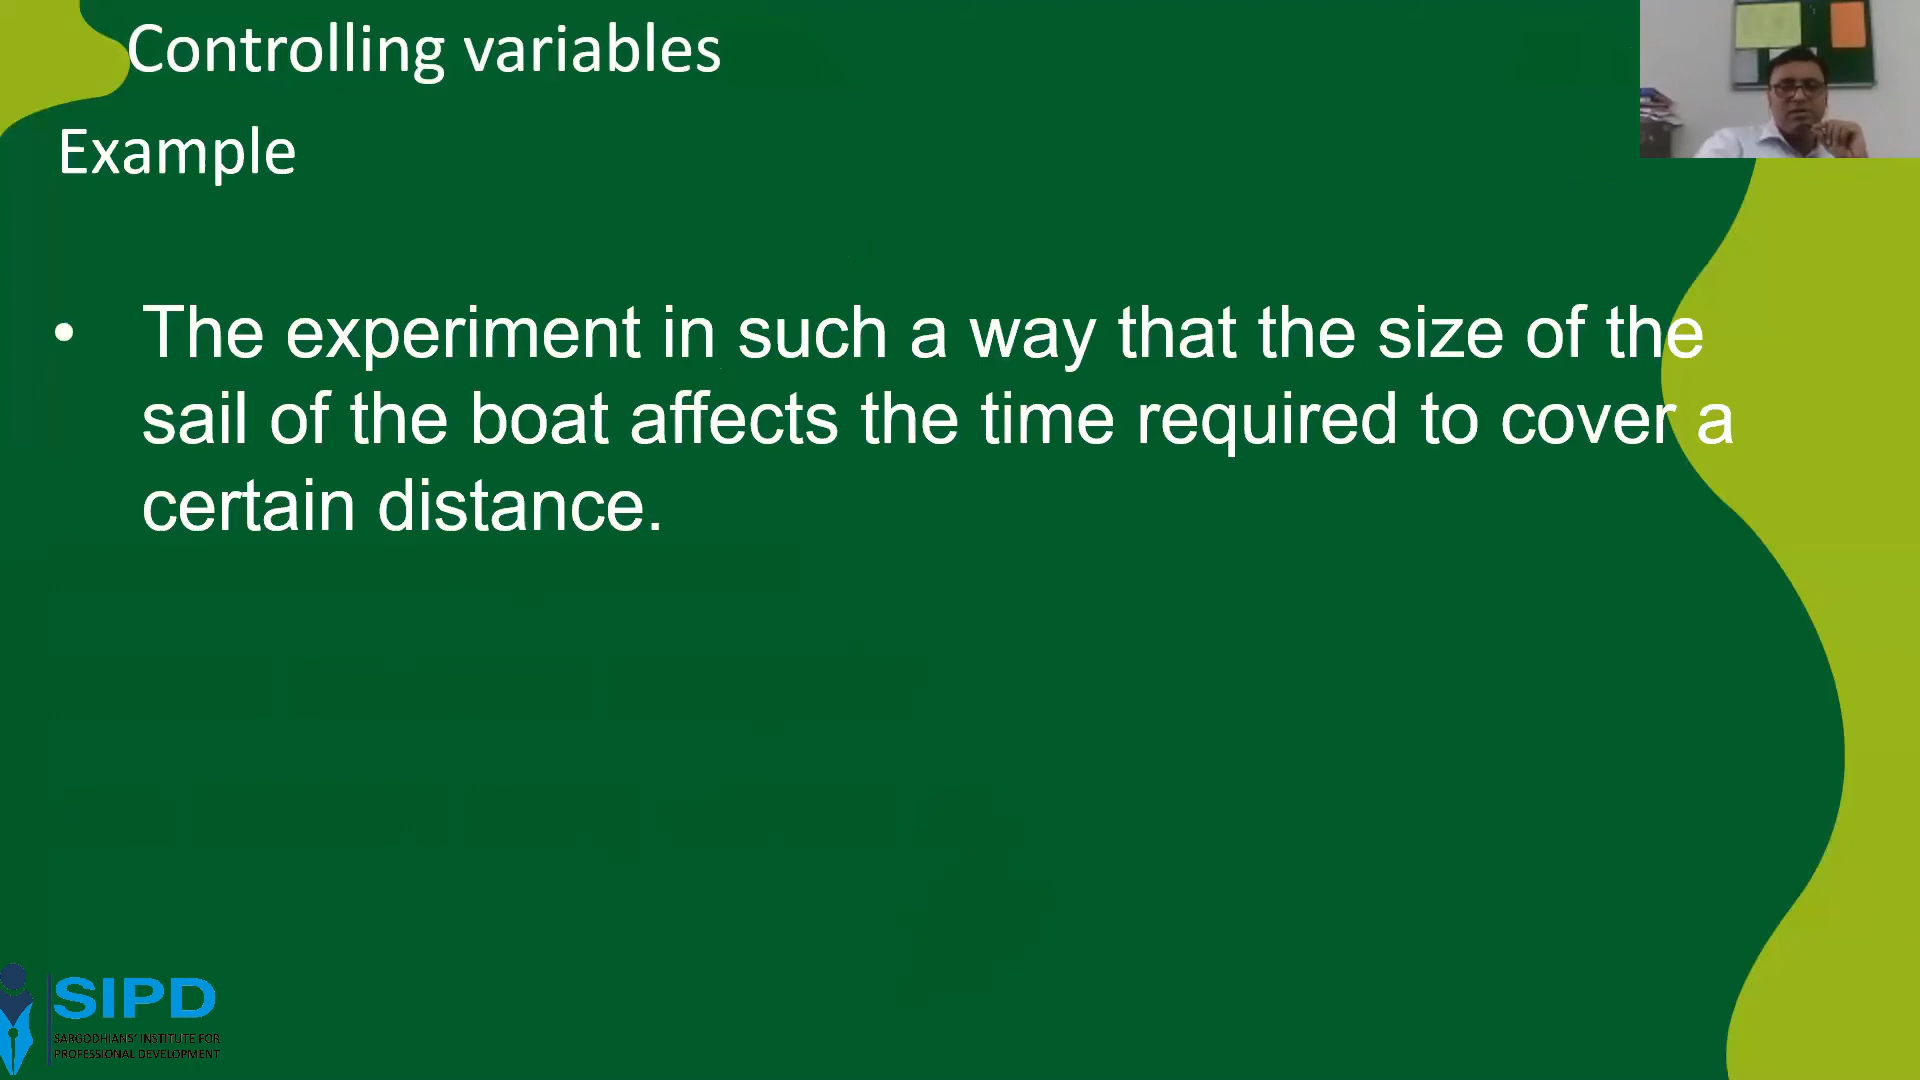 Controlling variables
Example
• The experiment in such a way that the size of the
sail of the boat affects the time required to cover a
certain distance.
SIPD
SARGODHIANS' INSTITUTE FOR
PROFESSIONAL DEVELOPMENT